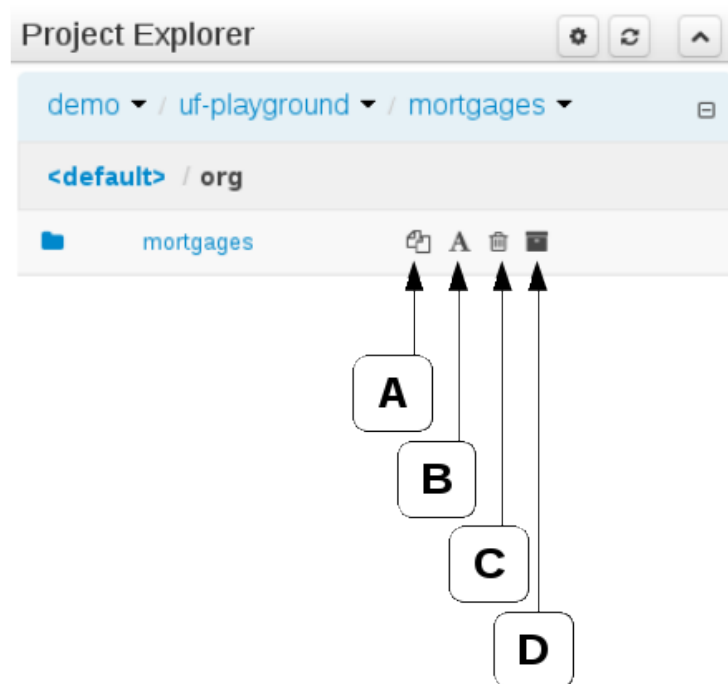 Project Explorer
demo / uf-playground / mortgages
<default> / org
mortgages A
A
B
C
D